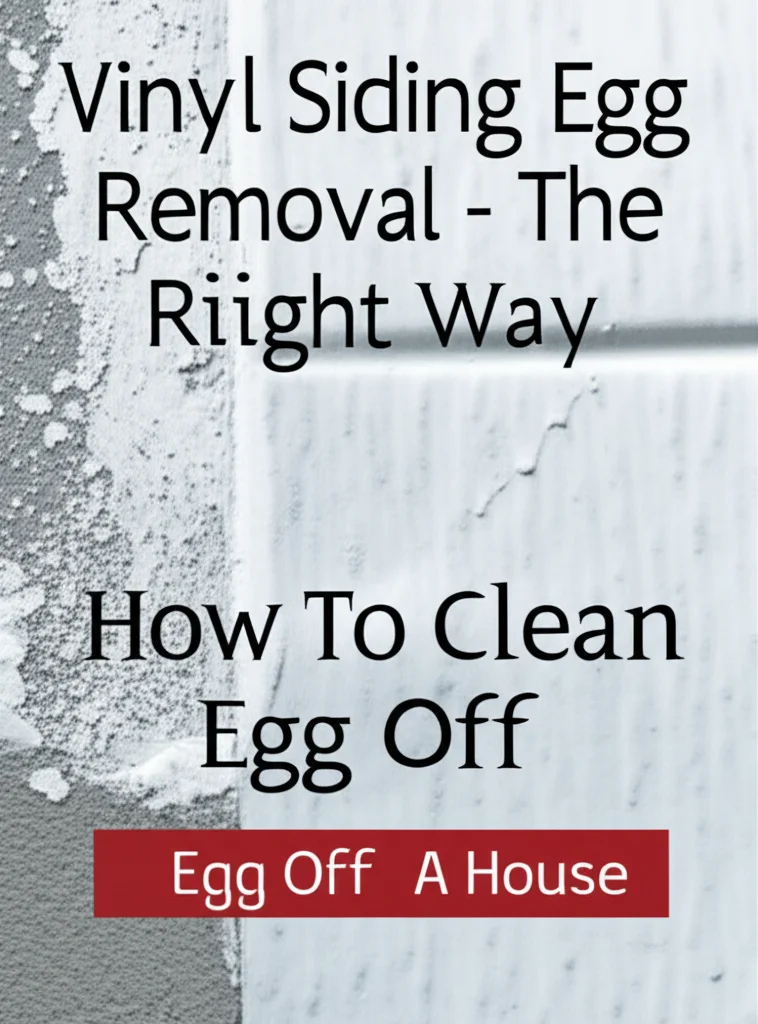 Vinyl Siding Egg
Removal - The
Riight Way
How To Clean
Egg Off
Egg Off A House